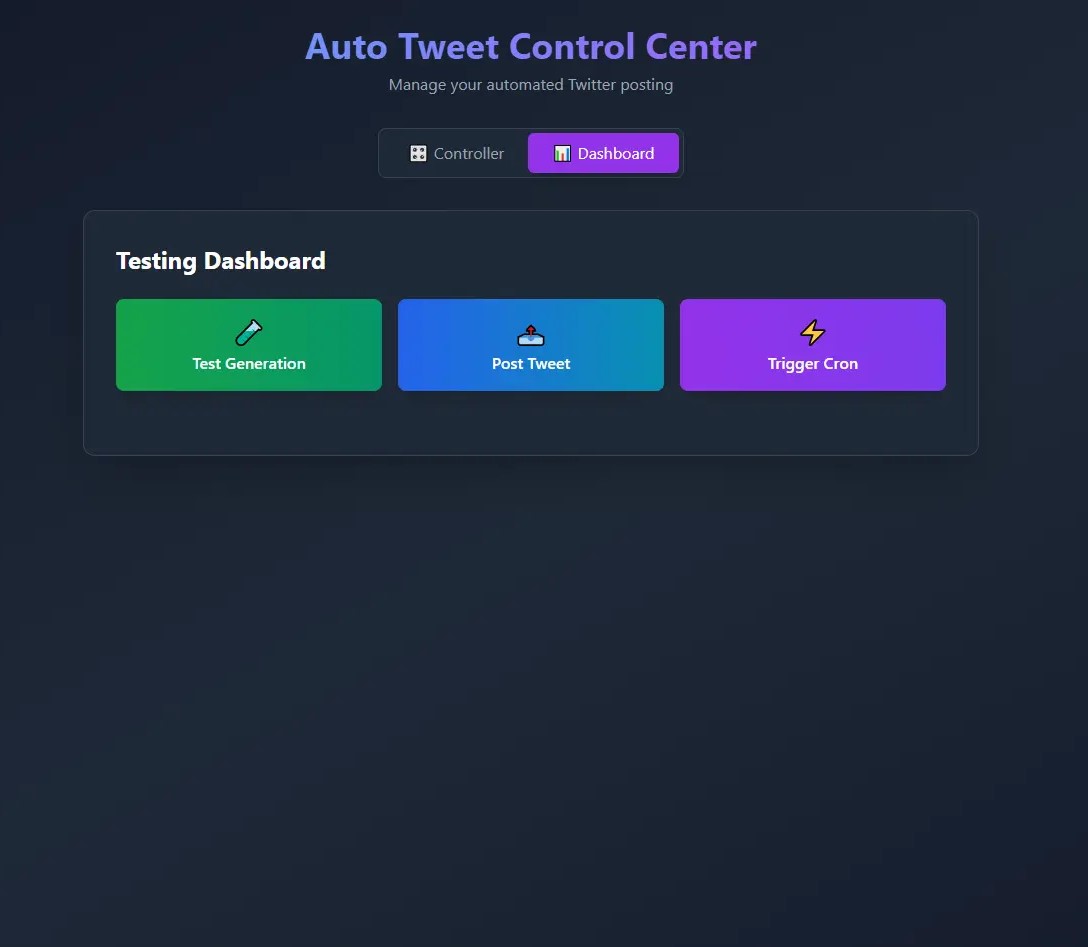 Auto Tweet Control Center
Manage your automated Twitter posting
Controller
Dashboard
Testing Dashboard
Test Generation
Post Tweet
Trigger Cron